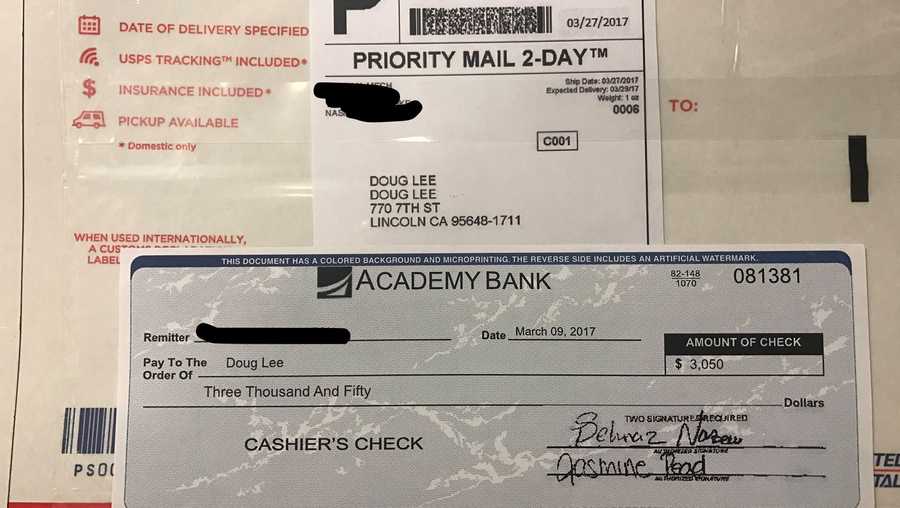 DATE OF DELIVERY SPECIFIED
USPS TRACKING™ INCLUDED*
$ INSURANCE INCLUDED*
PICKUP AVAILABLE
* Domestic only
WHEN USED INTERNATIONALLY,
A CUSTOMS DECLARATION
LABEL
PS00
P
03/27/2017
PRIORITY MAIL 2-DAY™
Ship Date: 03/27/2017
Expected Delivery: 03/29/17
Weight: 1 oz
0006
C001
DOUG LEE
DOUG LEE
770 7TH ST
LINCOLN CA 95648-1711
TO:
THIS DOCUMENT HAS A COLORED BACKGROUND AND MICROPRINTING. THE REVERSE SIDE INCLUDES AN ARTIFICIAL WATERMARK.
ACADEMY BANK
82-148
1070
081381
Remitter
Date March 09, 2017
AMOUNT OF CHECK
$ 3,050
Pay To The
Order Of
Doug Lee
Three Thousand And Fifty
Dollars
CASHIER'S CHECK
TWO SIGNATURES REQUIRED
AUTHORIZED SIGNATURE
Jasmine
AUTHORIZED SIGNATURE